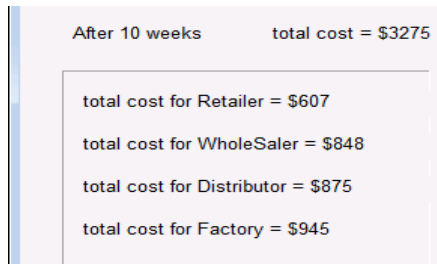 After 10 weeks total cost = $3275
total cost for Retailer = $607
total cost for WholeSaler = $848
total cost for Distributor = $875
total cost for Factory = $945